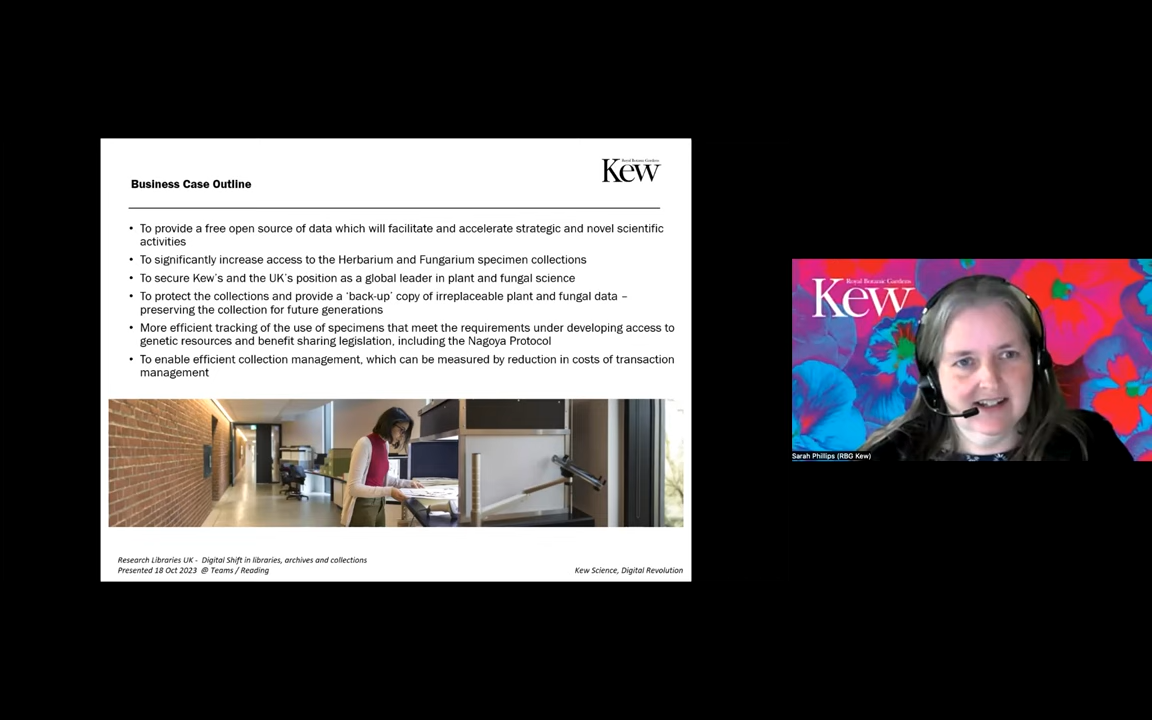 Royal Botanic Gardens
Kew
Business Case Outline
• To provide a free open source of data which will facilitate and accelerate strategic and novel scientific
activities
• To significantly increase access to the Herbarium and Fungarium specimen collections
• To secure Kew's and the UK's position as a global leader in plant and fungal science
• To protect the collections and provide a 'back-up' copy of irreplaceable plant and fungal data –
preserving the collection for future generations
• More efficient tracking of the use of specimens that meet the requirements under developing access to
genetic resources and benefit sharing legislation, including the Nagoya Protocol
• To enable efficient collection management, which can be measured by reduction in costs of transaction
management
Research Libraries UK - Digital Shift in libraries, archives and collections
Presented 18 Oct 2023 @ Teams / Reading
Kew Science, Digital Revolution
Royal Botanic Gardens
Kew
Sarah Phillips (RBG Kew)